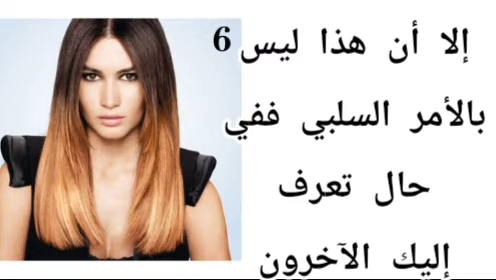 6 إلا أن هذا ليس
بالأمر السلبي ففي
حال تعرف
إليك الآخرون